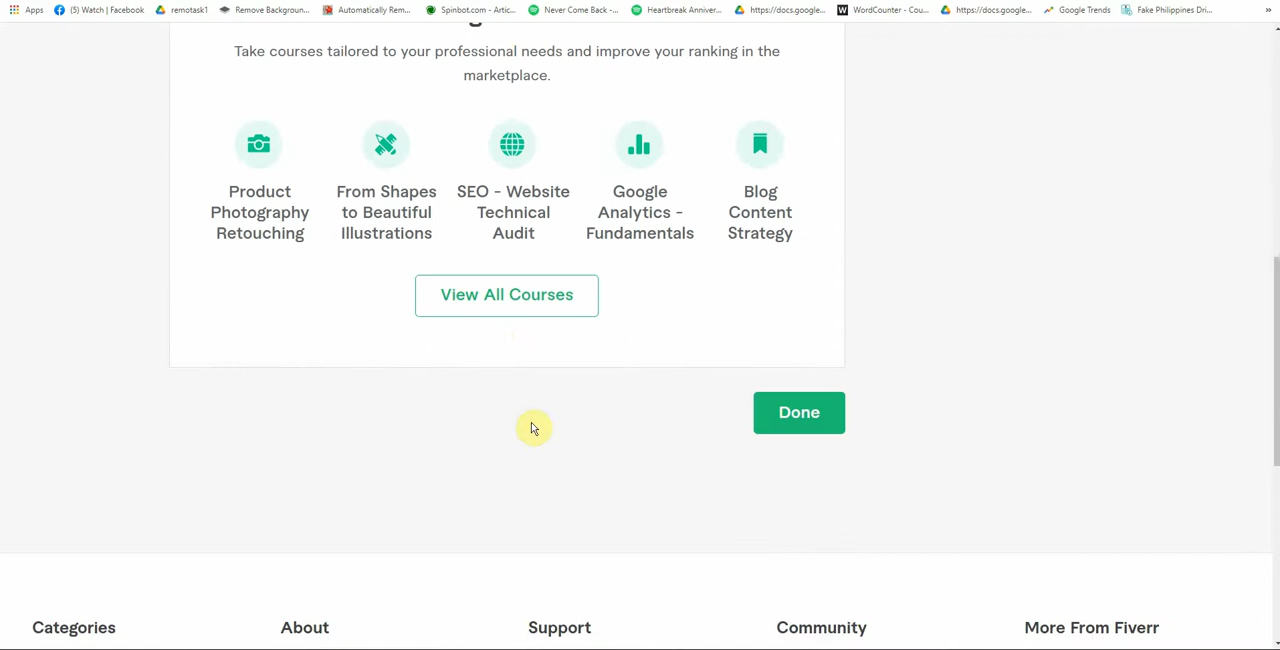 Apps (5) Watch | Facebook remotask1 Remove Backgroun... Automatically Rem... Spinbot.com - Artic... Never Come Back -... Heartbreak Anniver... https://docs.google... WordCounter - Cou... https://docs.google... Google Trends Fake Philippines Dri... »
Take courses tailored to your professional needs and improve your ranking in the
marketplace.
Product
Photography
Retouching
From Shapes
to Beautiful
Illustrations
SEO - Website
Technical
Audit
Google
Analytics -
Fundamentals
Blog
Content
Strategy
View All Courses
Done
Categories
About
Support
Community
More From Fiverr